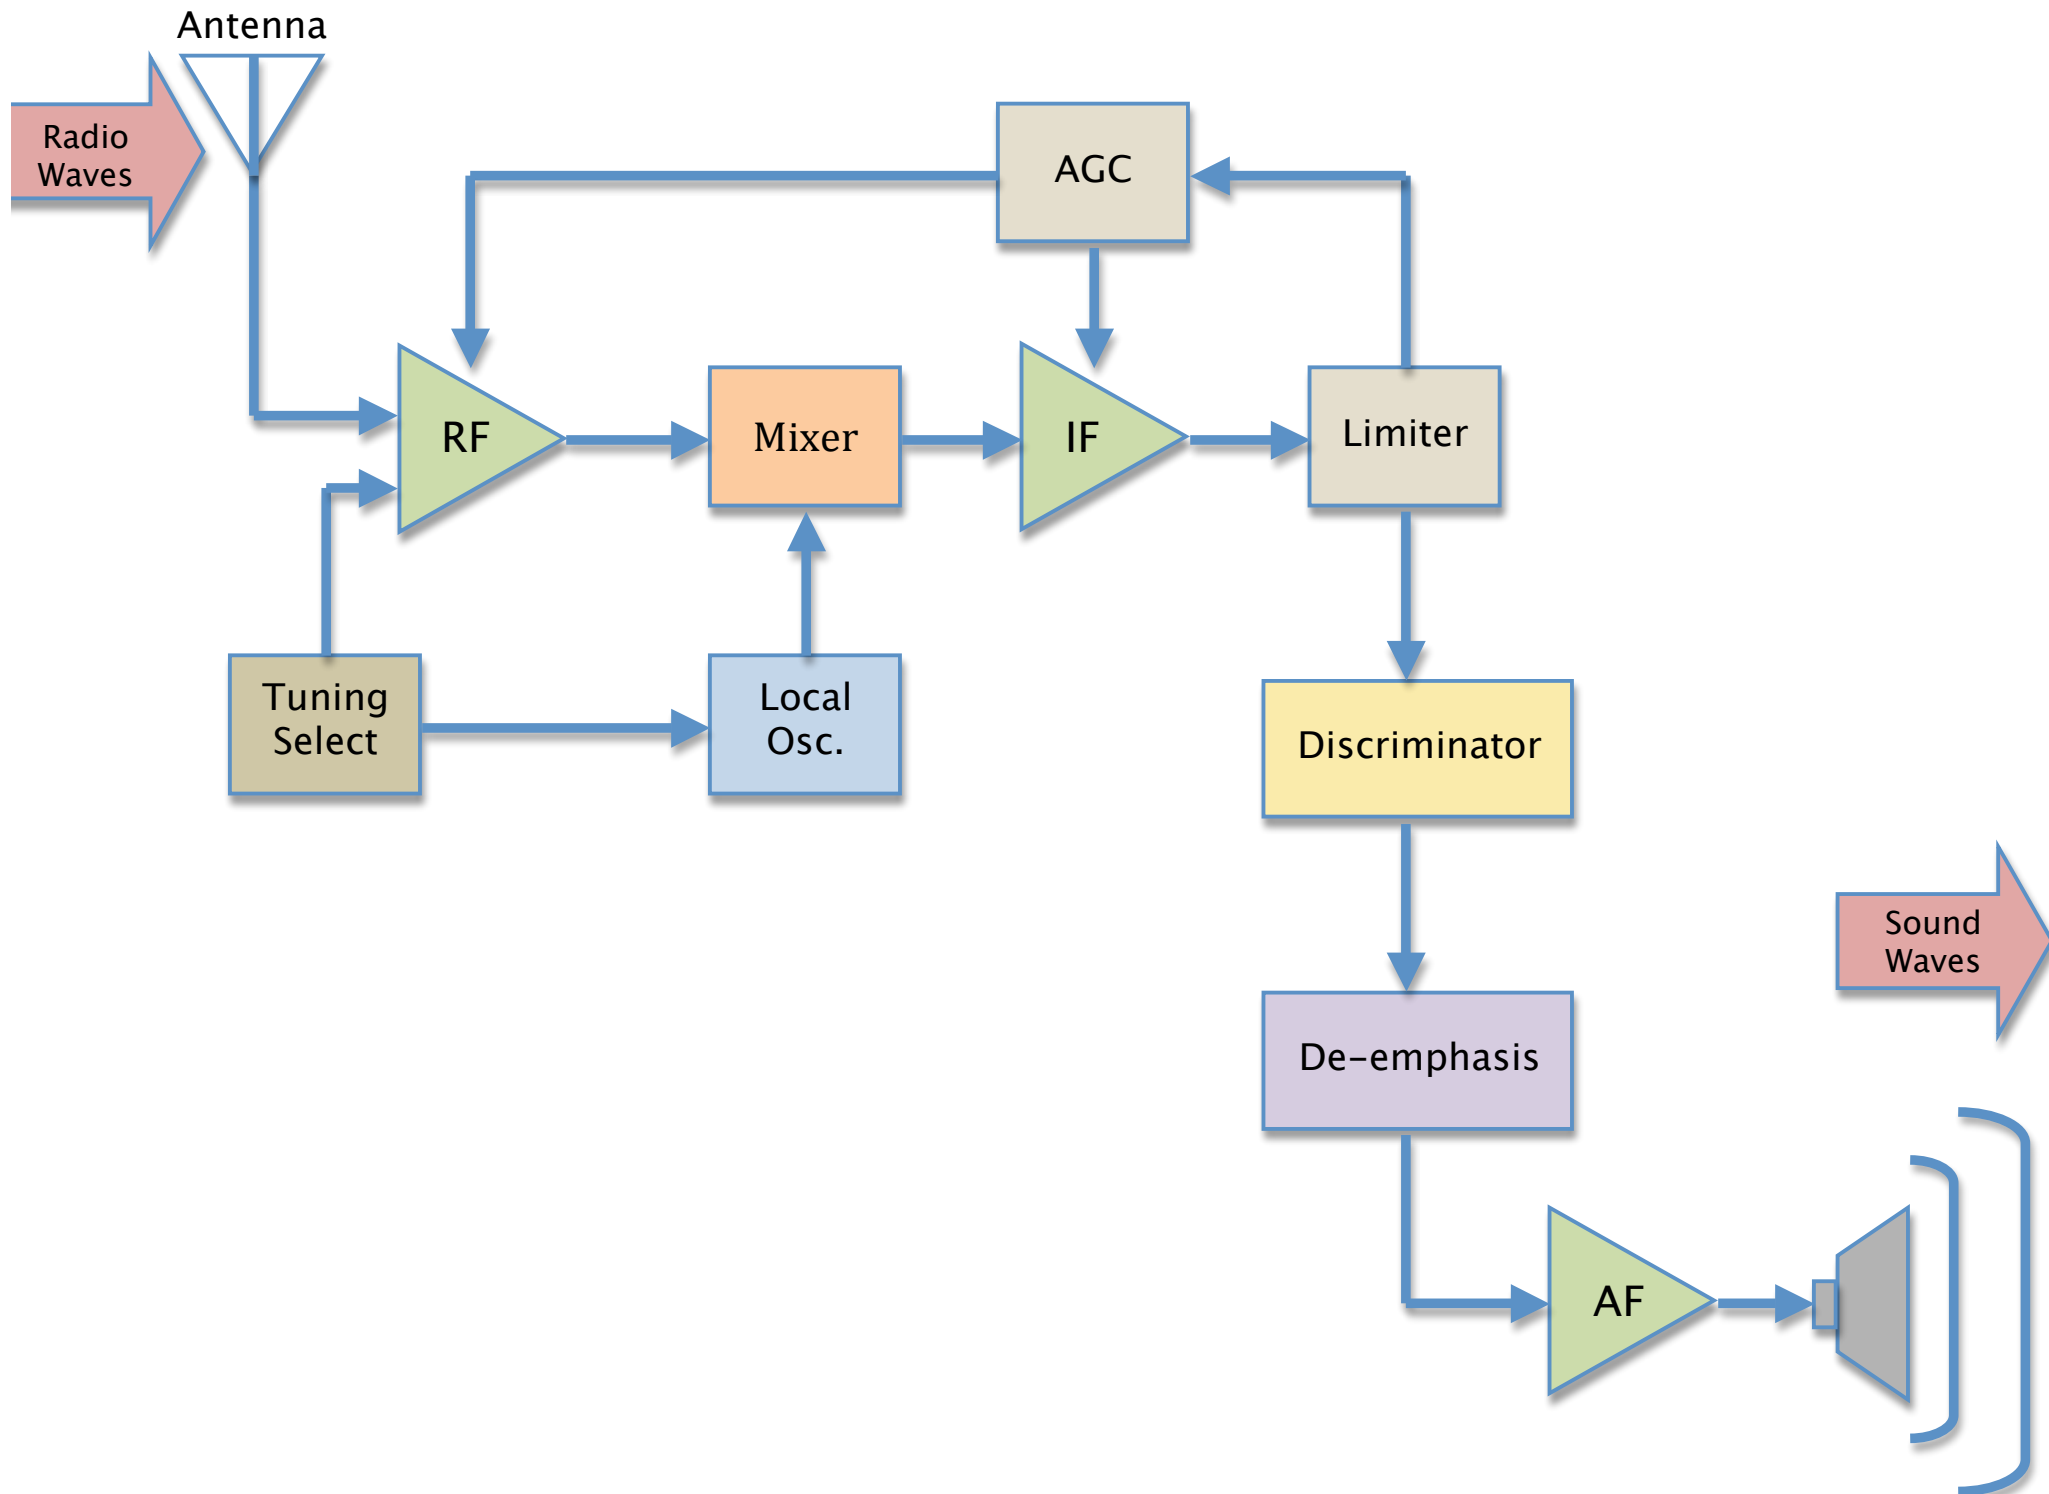 Antenna
Radio
Waves
AGC
RF
Mixer
IF
Limiter
Tuning
Select
Local
Osc.
Discriminator
Sound
Waves
De-emphasis
AF